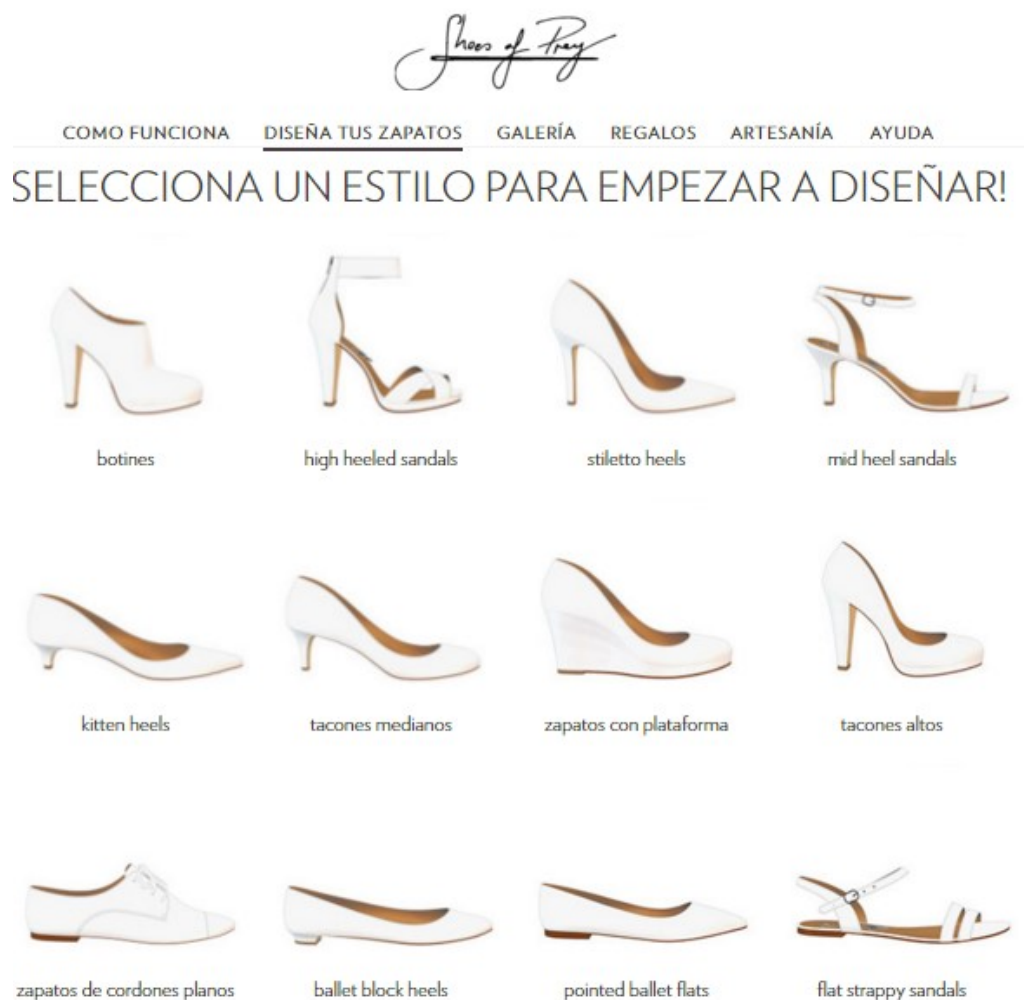 Shoes of Prey
COMO FUNCIONA DISEÑA TUS ZAPATOS GALERÍA REGALOS ARTESANÍA AYUDA
SELECCIONA UN ESTILO PARA EMPEZAR A DISEÑAR!
botines high heeled sandals stiletto heels mid heel sandals
kitten heels tacones medianos zapatos con plataforma tacones altos
zapatos de cordones planos ballet block heels pointed ballet flats flat strappy sandals